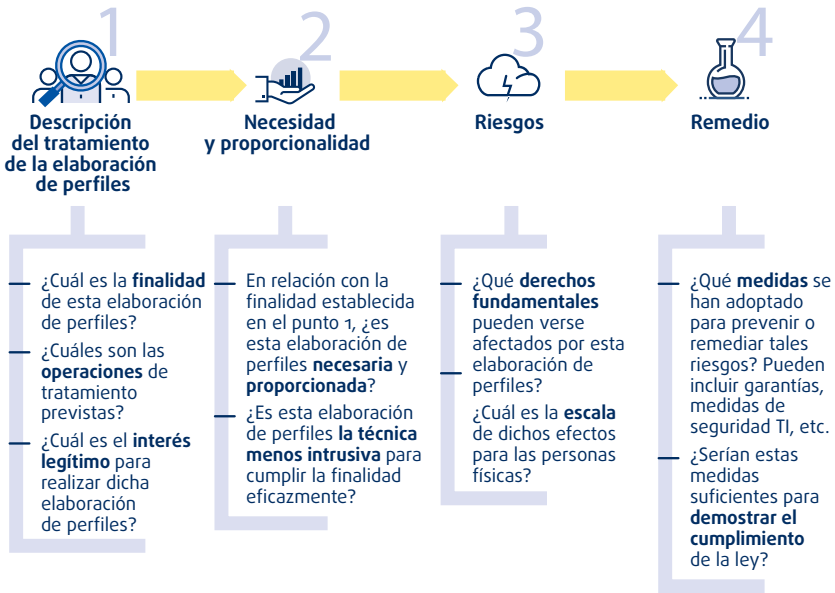 1
Descripción
del tratamiento
de la elaboración
de perfiles
2
Necesidad
y proporcionalidad
3
Riesgos
4
Remedio
¿Cuál es la finalidad
de esta elaboración
de perfiles?
¿Cuáles son las
operaciones de
tratamiento
previstas?
¿Cuál es el interés
legítimo para
realizar dicha
elaboración
de perfiles?
En relación con la
finalidad establecida
en el punto 1, ¿es
esta elaboración de
perfiles necesaria y
proporcionada?
¿Es esta elaboración
de perfiles la técnica
menos intrusiva para
cumplir la finalidad
eficazmente?
¿Qué derechos
fundamentales
pueden verse
afectados por esta
elaboración de
perfiles?
¿Cuál es la escala
de dichos efectos
para las personas
físicas?
¿Qué medidas se
han adoptado
para prevenir o
remediar tales
riesgos? Pueden
incluir garantías,
medidas de
seguridad TI, etc.
¿Serían estas
medidas
suficientes para
demostrar el
cumplimiento
de la ley?